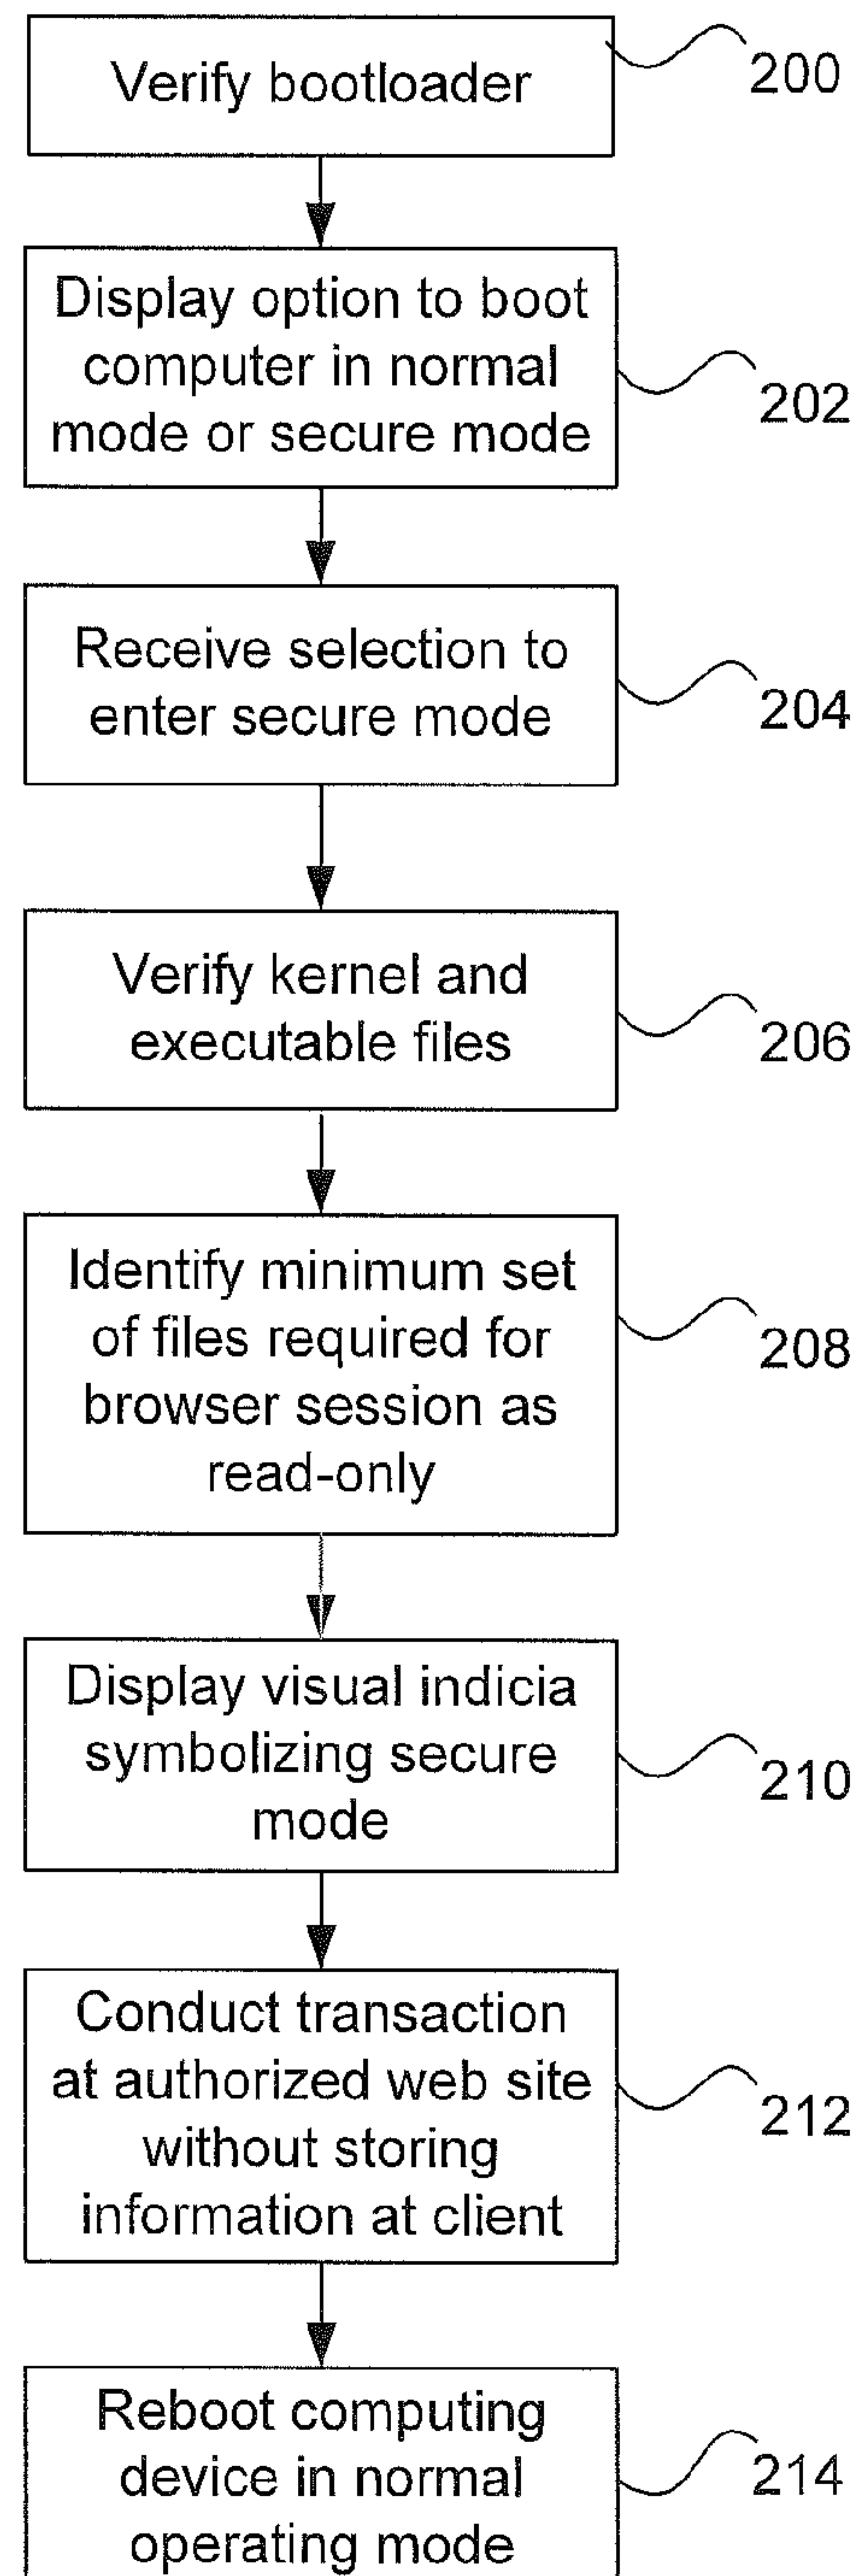 Verify bootloader
200
Display option to boot
computer in normal
mode or secure mode
202
Receive selection to
enter secure mode
204
Verify kernel and
executable files
206
Identify minimum set
of files required for
browser session as
read-only
208
Display visual indicia
symbolizing secure
mode
210
Conduct transaction
at authorized web site
without storing
information at client
212
Reboot computing
device in normal
operating mode
214